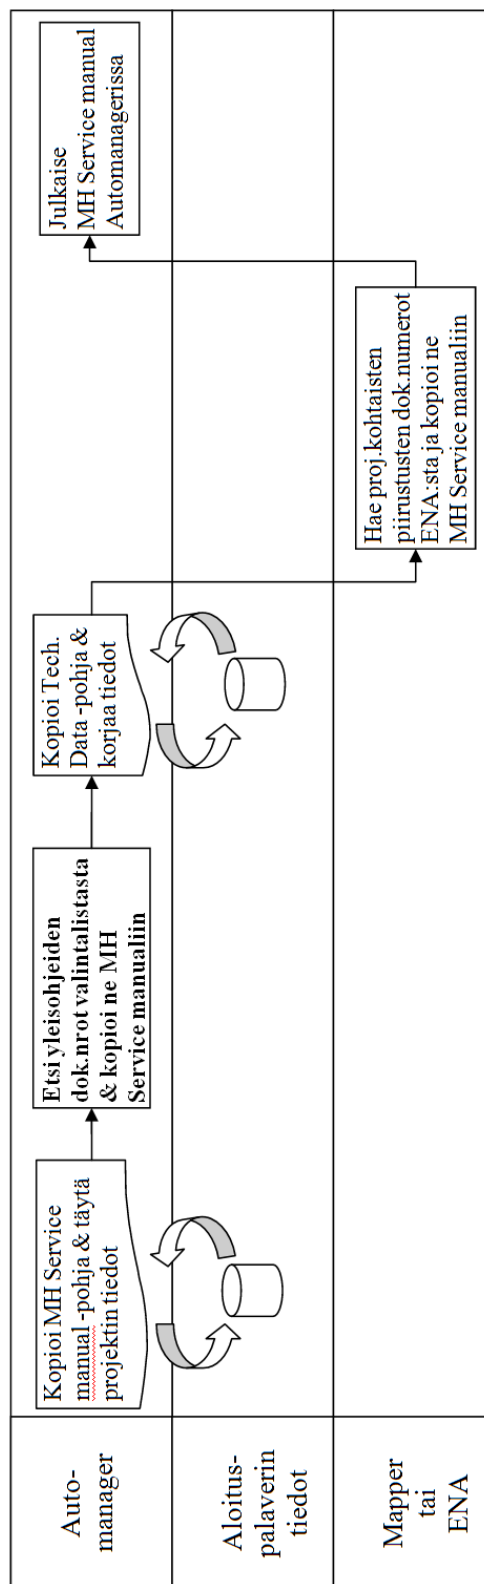 Auto-
manager
Kopioi MH Service
manual -pohja & täytä
projektin tiedot
Etsi yleisohjeiden
dok.nrot valintalistasta
& kopioi ne MH
Service manualiin
Kopioi Tech.
Data -pohja &
korjaa tiedot
Julkaise
MH Service manual
Automanagerissa
Aloitus-
palaverin
tiedot
Mapper
tai
ENA
Hae proj.kohtaisten
piirustusten dok.numerot
ENA:sta ja kopioi ne
MH Service manualiin